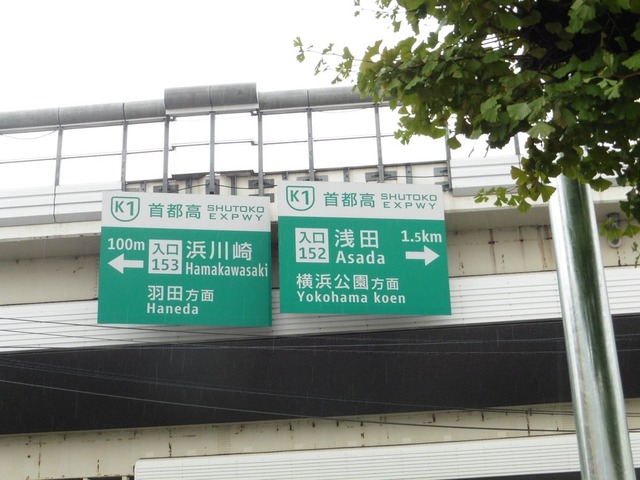 K1 首都高 SHUTOKO EXPWY
100m 入口 153 浜川崎
Hamakawasaki
羽田方面
Haneda
K1 首都高 SHUTOKO EXPWY
入口 152 浅田 1.5km
Asada
横浜公園方面
Yokohama koen